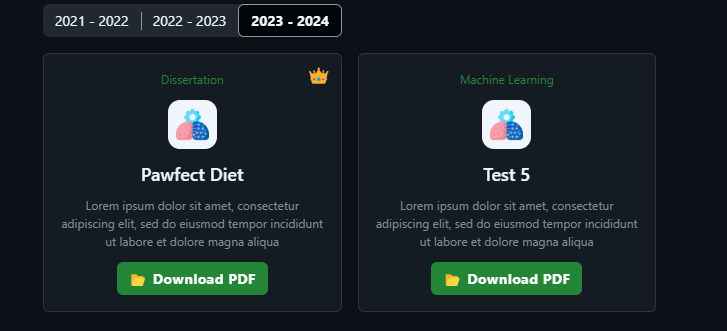 2021 - 2022 2022 - 2023 2023 - 2024
Dissertation
Pawfect Diet
Lorem ipsum dolor sit amet, consectetur
adipiscing elit, sed do eiusmod tempor incididunt
ut labore et dolore magna aliqua
Download PDF
Machine Learning
Test 5
Lorem ipsum dolor sit amet, consectetur
adipiscing elit, sed do eiusmod tempor incididunt
ut labore et dolore magna aliqua
Download PDF